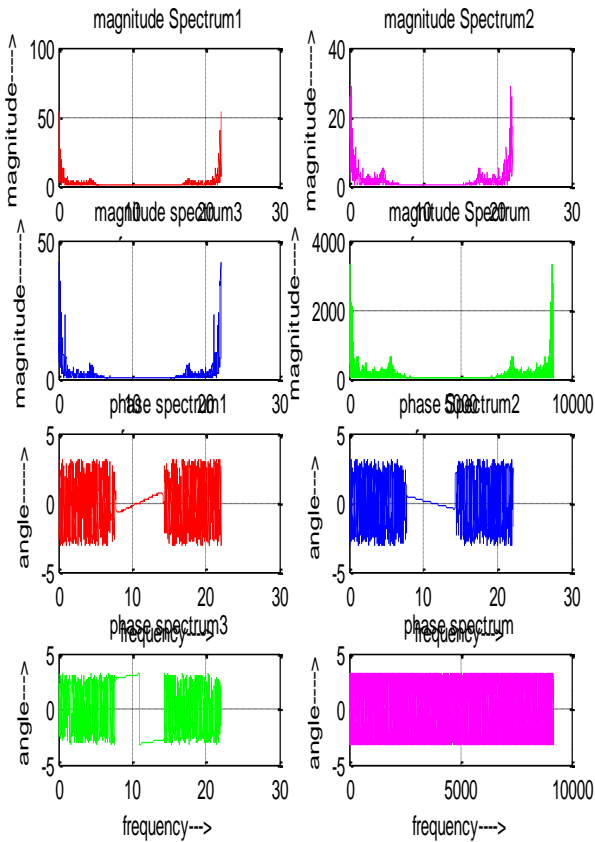 magnitude Spectrum1
magnitude---->
100
50
0
0 10 20 30
magnitude Spectrum2
magnitude---->
40
20
0
0 10 20 30
magnitude spectrum3
magnitude----->
50
0
0 10 20 30
magnitude Spectrum
magnitude---->
4000
2000
0
0 5000 10000
phase spectrum1
angle---->
5
0
-5
0 10 20 30
frequency---->
phase Spectrum2
angle---->
5
0
-5
0 10 20 30
frequency---->
phase spectrum3
angle---->
5
0
-5
0 10 20 30
frequency--->
phase spectrum
angle---->
5
0
-5
0 5000 10000
frequency--->